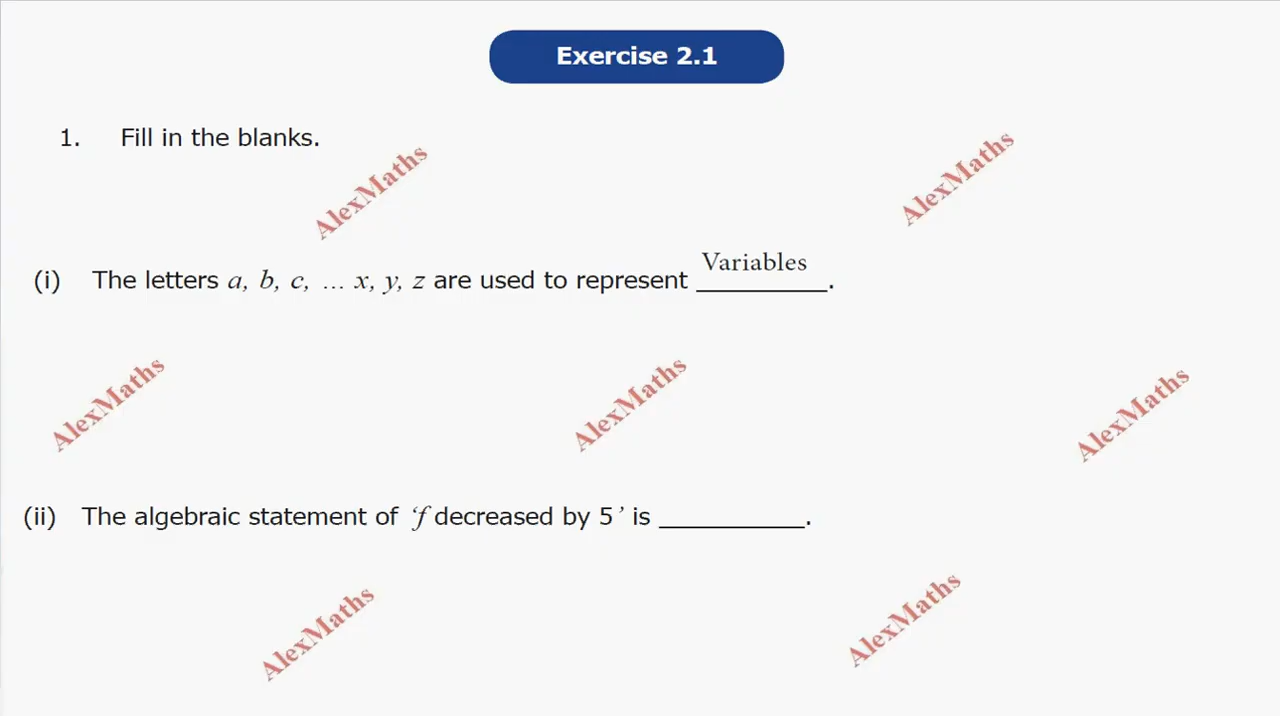 Exercise 2.1
1. Fill in the blanks.
AlexMaths
AlexMaths
(i) The letters a, b, c, ... x, y, z are used to represent Variables.
AlexMaths
AlexMaths
AlexMaths
(ii) The algebraic statement of ‘f decreased by 5’ is __________.
AlexMaths
AlexMaths